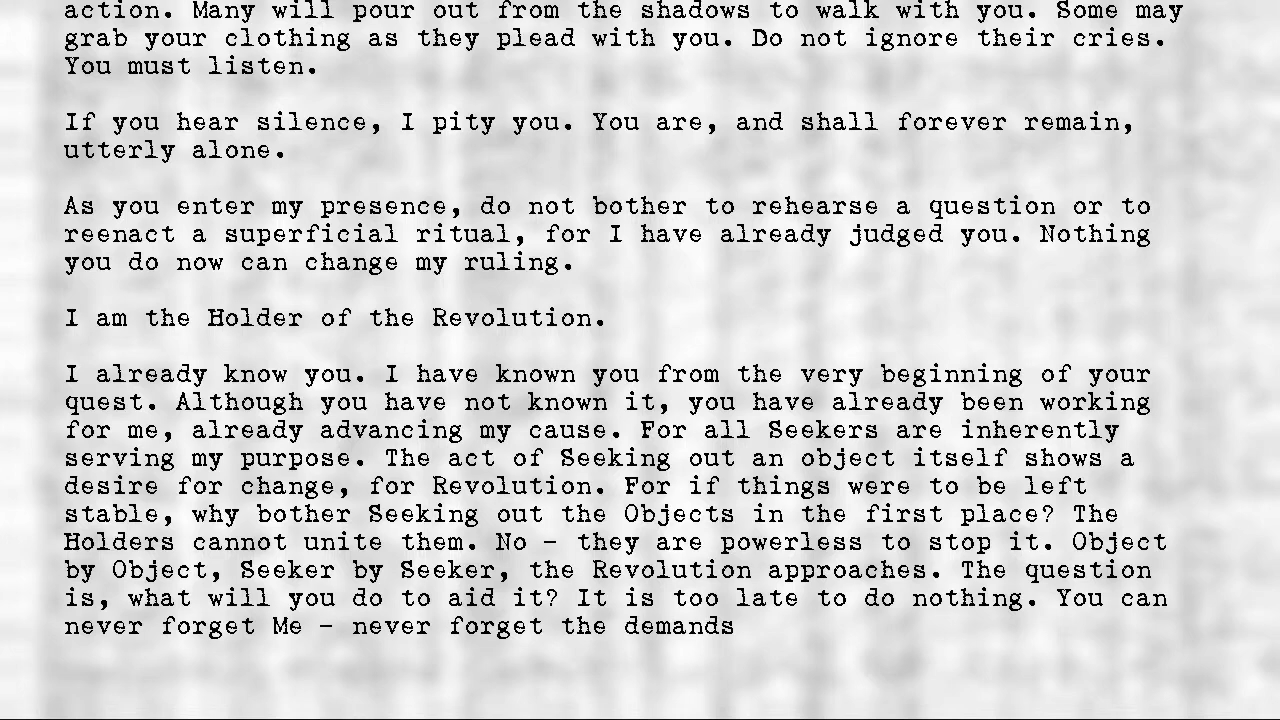 action. Many will pour out from the shadows to walk with you. Some may
grab your clothing as they plead with you. Do not ignore their cries.
You must listen.
If you hear silence, I pity you. You are, and shall forever remain,
utterly alone.
As you enter my presence, do not bother to rehearse a question or to
reenact a superficial ritual, for I have already judged you. Nothing
you do now can change my ruling.
I am the Holder of the Revolution.
I already know you. I have known you from the very beginning of your
quest. Although you have not known it, you have already been working
for me, already advancing my cause. For all Seekers are inherently
serving my purpose. The act of Seeking out an object itself shows a
desire for change, for Revolution. For if things were to be left
stable, why bother Seeking out the Objects in the first place? The
Holders cannot unite them. No - they are powerless to stop it. Object
by Object, Seeker by Seeker, the Revolution approaches. The question
is, what will you do to aid it? It is too late to do nothing. You can
never forget Me - never forget the demands